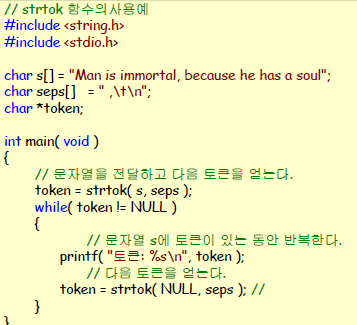 // strtok 함수의사용예
#include <string.h>
#include <stdio.h>
char s[] = "Man is immortal, because he has a soul";
char seps[]   = " ,\t\n";
char *token;
int main( void )
{
// 문자열을 전달하고 다음 토큰을 얻는다.
token = strtok( s, seps );
while( token != NULL )
{
// 문자열 s에 토큰이 있는 동안 반복한다.
printf( "토큰: %s\n", token );
// 다음 토큰을 얻는다.
token = strtok( NULL, seps ); //
}
}